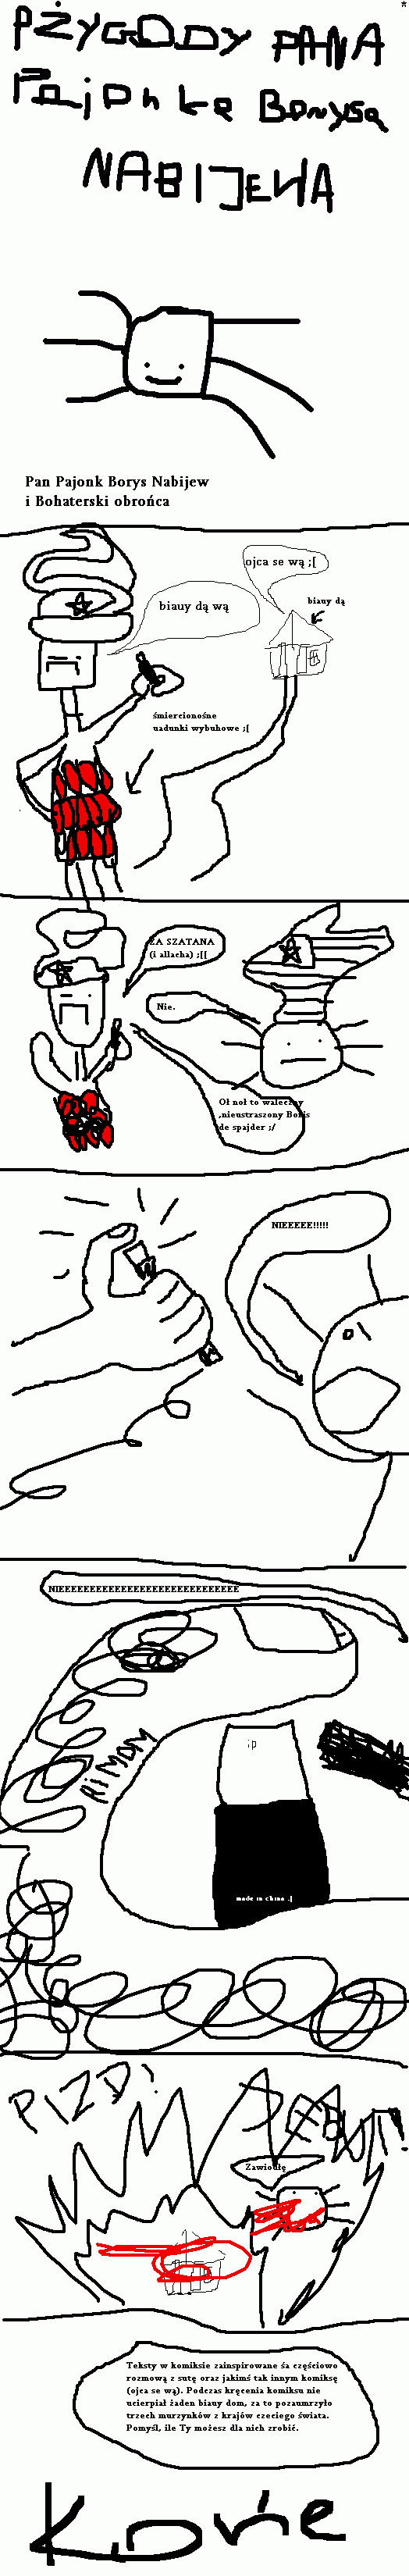 *
PŻYGODY PANA
Pajonka Borysa
NABIJEWA
Pan Pajonk Borys Nabijew
i Bohaterski obrońca
ojca se wą ;[
biauy dą wą
biauy dą
śmiercionośne
uadunki wybuhowe ;[
ZA SZATANA
(i allacha) ;[[
Nie.
Oł noł to waleczny
,nieustraszony Boris
de spajder ;/
NIEEEEE!!!!!
NIEEEEEEEEEEEEEEEEEEEEEEEEEEEEE
;p
made in china ;[
PIZD!
JEBUT!
Zawiodłę
Teksty w komiksie zainspirowane śa częściowo
rozmową z sutę oraz jakimś tak innym komiksę
(ojca se wą). Podczas kręcenia komiksu nie
ucierpiał żaden biauy dom, za to pozaumrzyło
trzech murzynków z krajów czeciego świata.
Pomyśl, ile Ty możesz dla nich zrobić.
Konie